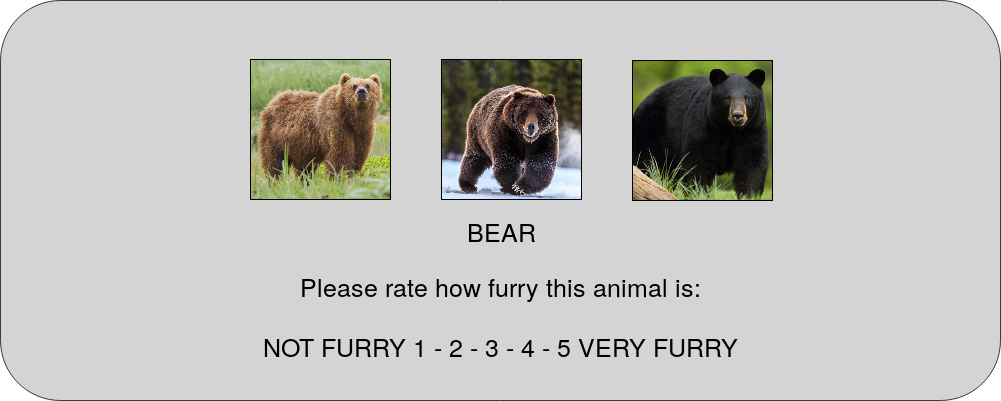 BEAR
Please rate how furry this animal is:
NOT FURRY 1 - 2 - 3 - 4 - 5 VERY FURRY